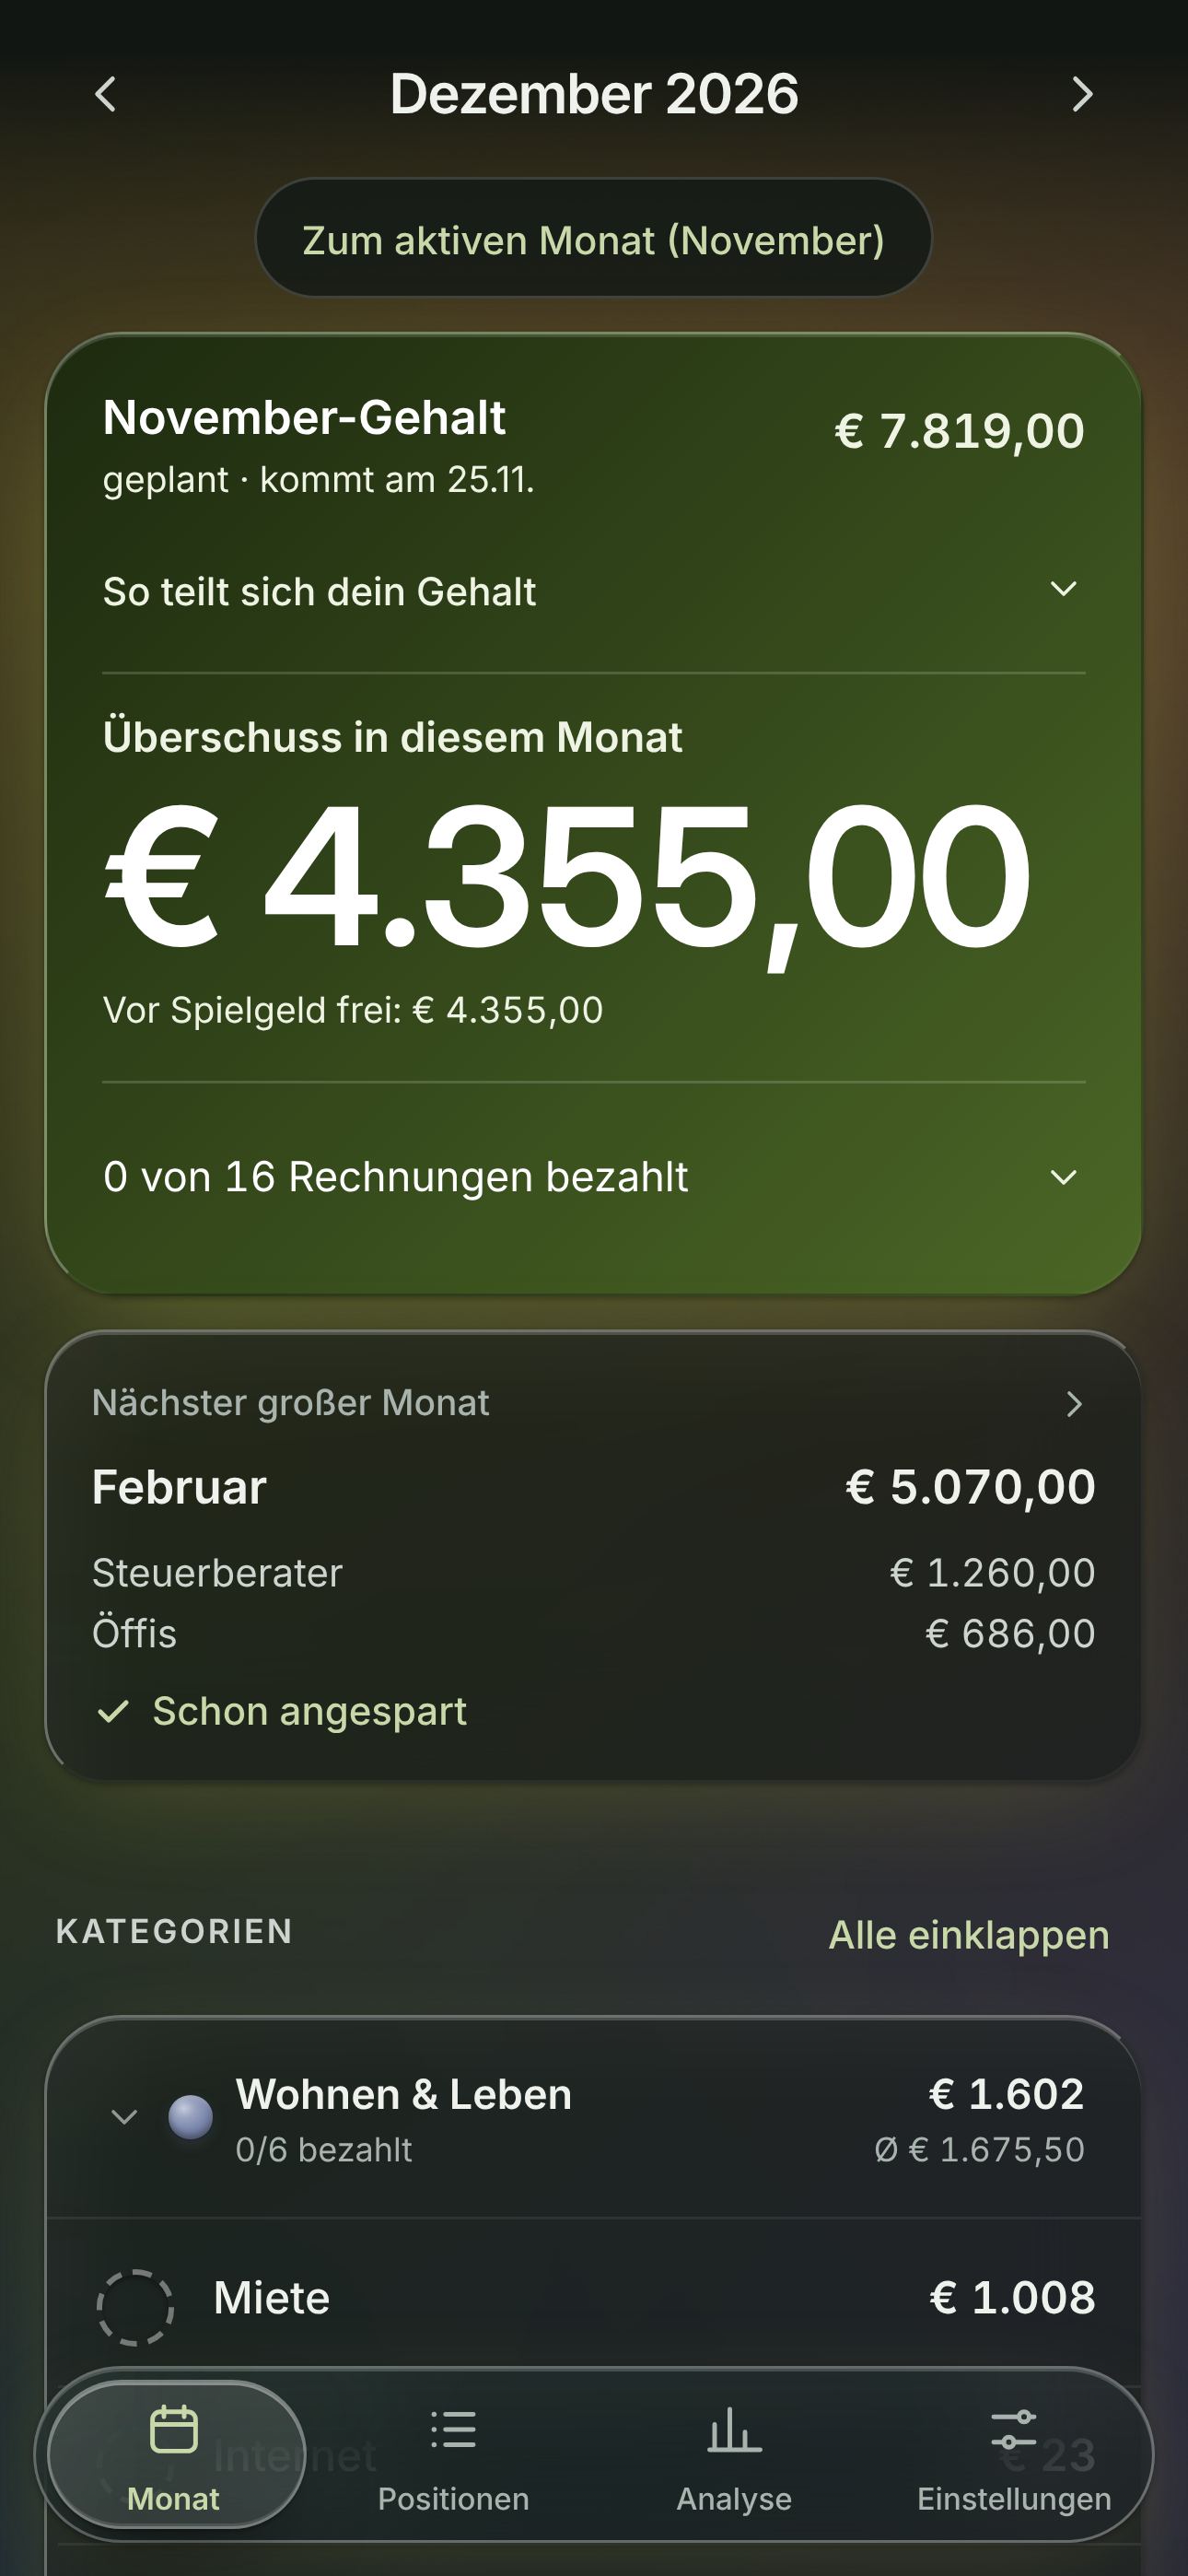 Dezember 2026
Zum aktiven Monat (November)
November-Gehalt
€ 7.819,00
geplant · kommt am 25.11.
So teilt sich dein Gehalt
Überschuss in diesem Monat
€ 4.355,00
Vor Spielgeld frei: € 4.355,00
0 von 16 Rechnungen bezahlt
Nächster großer Monat
Februar
€ 5.070,00
Steuerberater
€ 1.260,00
Öffis
€ 686,00
Schon angespart
KATEGORIEN
Alle einklappen
Wohnen & Leben
€ 1.602
0/6 bezahlt
Ø € 1.675,50
Miete
€ 1.008
Internet
€ 23
Monat
Positionen
Analyse
Einstellungen